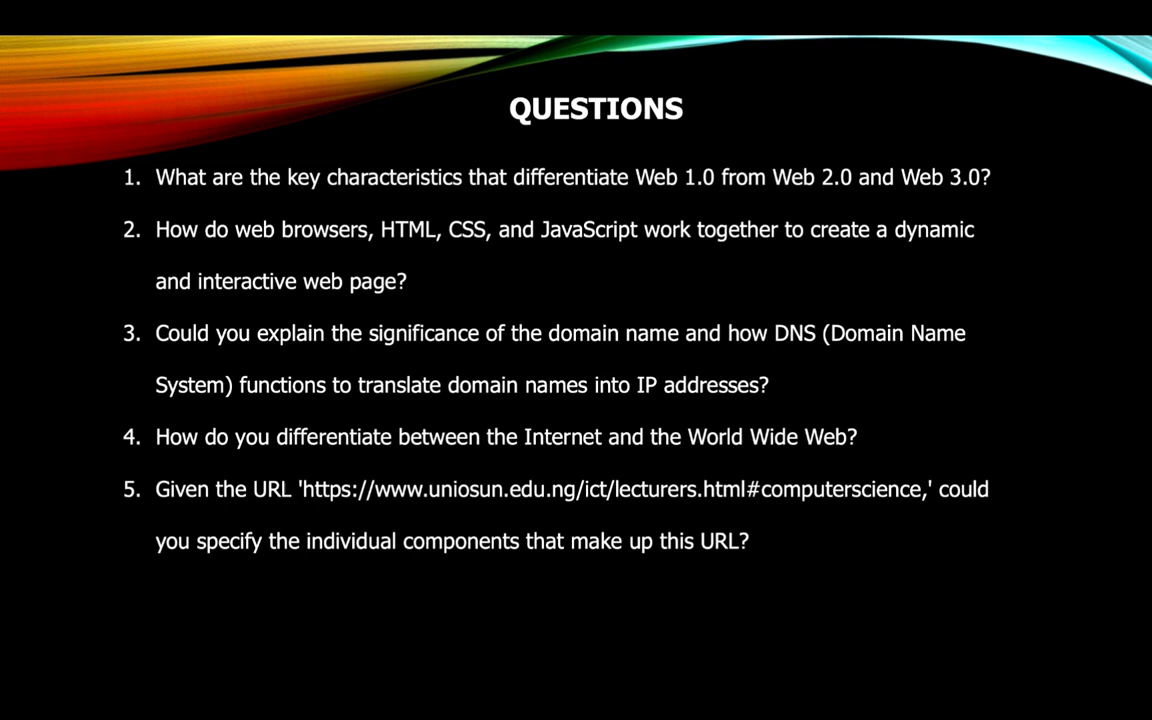 QUESTIONS
1. What are the key characteristics that differentiate Web 1.0 from Web 2.0 and Web 3.0?
2. How do web browsers, HTML, CSS, and JavaScript work together to create a dynamic
and interactive web page?
3. Could you explain the significance of the domain name and how DNS (Domain Name
System) functions to translate domain names into IP addresses?
4. How do you differentiate between the Internet and the World Wide Web?
5. Given the URL 'https://www.uniosun.edu.ng/ict/lecturers.html#computerscience,' could
you specify the individual components that make up this URL?